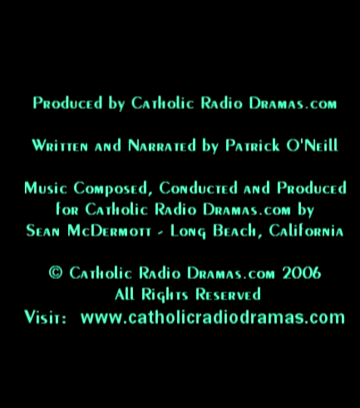 Produced by Catholic Radio Dramas.com
Written and Narrated by Patrick O'Neill
Music Composed, Conducted and Produced
for Catholic Radio Dramas.com by
Sean McDermott - Long Beach, California
© Catholic Radio Dramas.com 2006
All Rights Reserved
Visit: www.catholicradiodramas.com